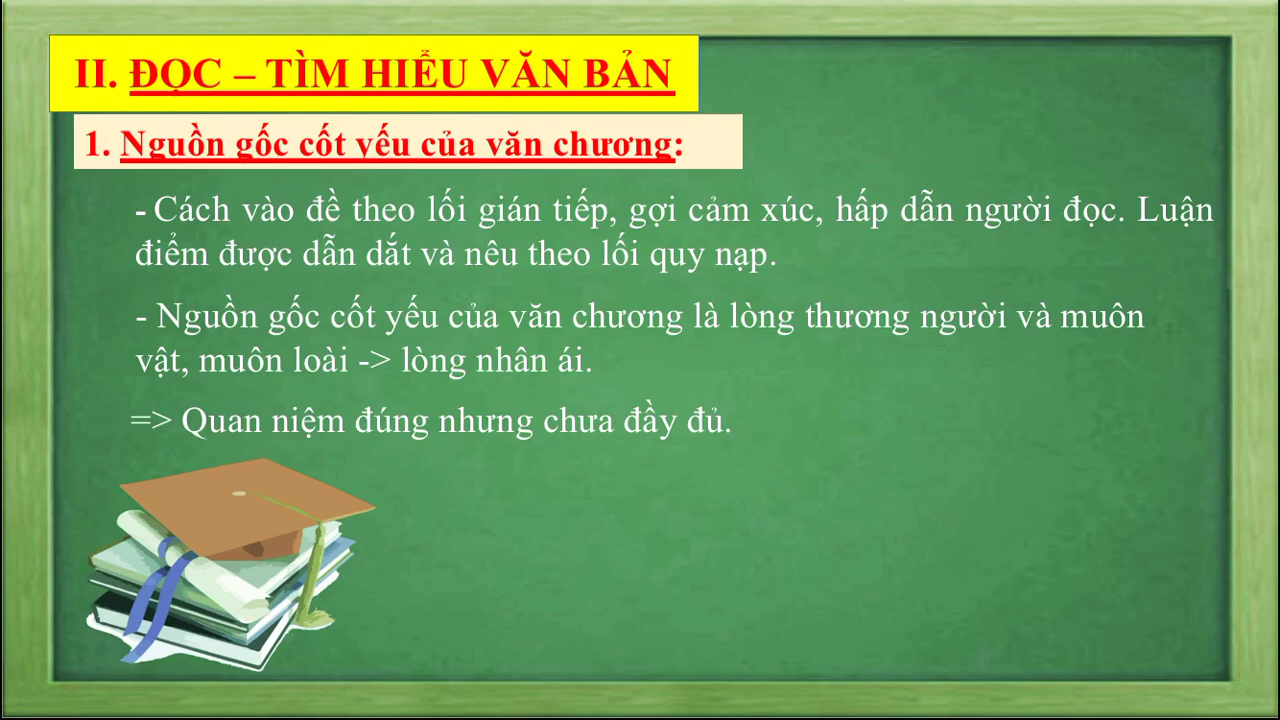 II. ĐỌC – TÌM HIỂU VĂN BẢN
1. Nguồn gốc cốt yếu của văn chương:
- Cách vào đề theo lối gián tiếp, gợi cảm xúc, hấp dẫn người đọc. Luận
điểm được dẫn dắt và nêu theo lối quy nạp.
- Nguồn gốc cốt yếu của văn chương là lòng thương người và muôn
vật, muôn loài -> lòng nhân ái.
=> Quan niệm đúng nhưng chưa đầy đủ.